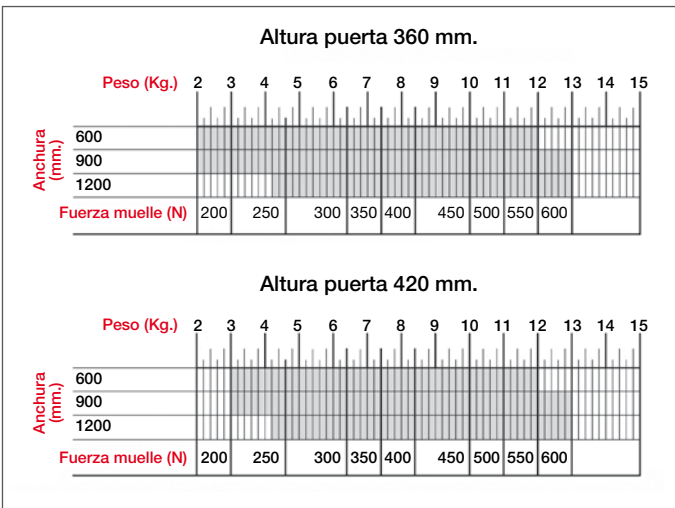 Altura puerta 360 mm.
Peso (Kg.) 2 3 4 5 6 7 8 9 10 11 12 13 14 15
Anchura
(mm.)
600
900
1200
Fuerza muelle (N) 200 250 300 350 400 450 500 550 600
Altura puerta 420 mm.
Peso (Kg.) 2 3 4 5 6 7 8 9 10 11 12 13 14 15
Anchura
(mm.)
600
900
1200
Fuerza muelle (N) 200 250 300 350 400 450 500 550 600